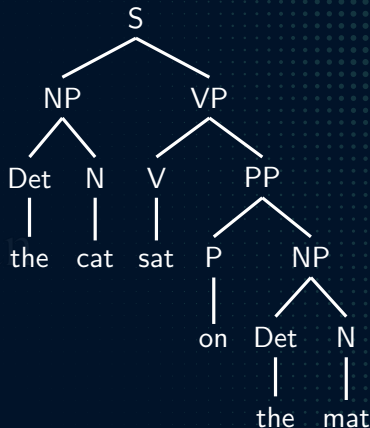 S
NP VP
Det N V PP
the cat sat P NP
on Det N
the mat